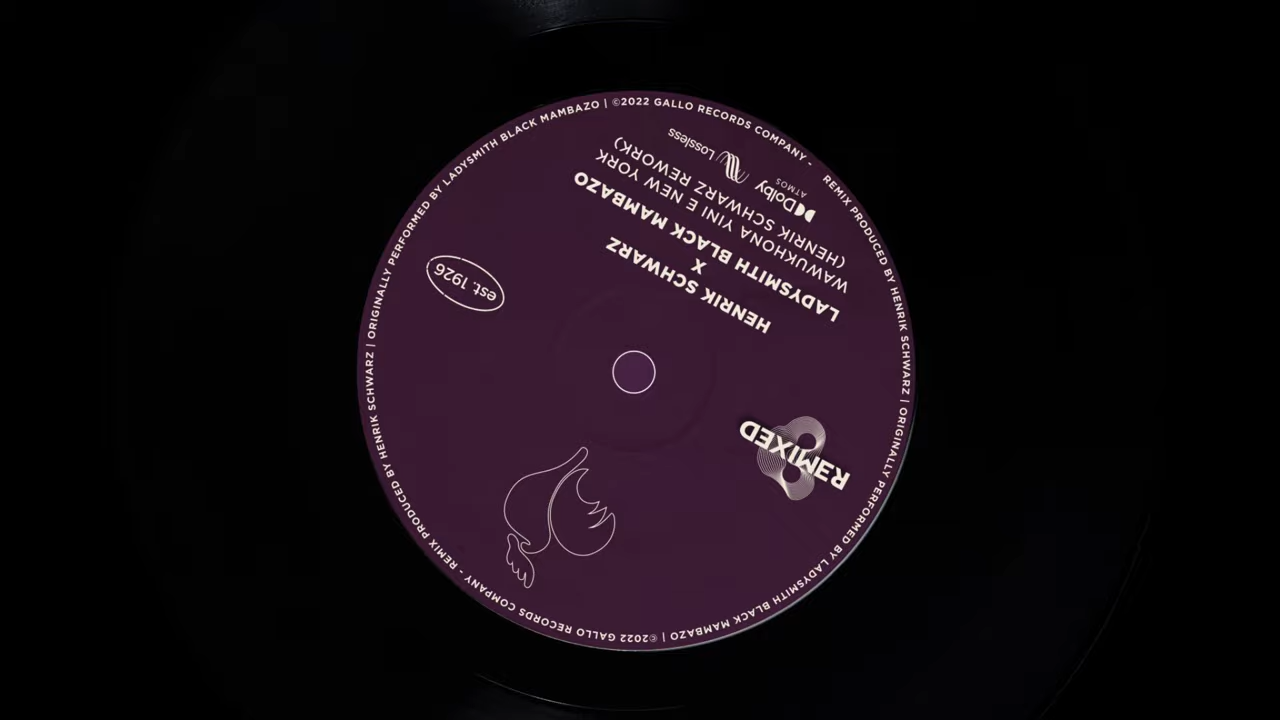 HENRIK SCHWARZ
X
LADYSMITH BLACK MAMBAZO
WAWUKHONA YINI E NEW YORK
(HENRIK SCHWARZ REWORK)
Dolby
ATMOS
Lossless
est. 1926
REMIXED
REMIX PRODUCED BY HENRIK SCHWARZ | ORIGINALLY PERFORMED BY LADYSMITH BLACK MAMBAZO | ©2022 GALLO RECORDS COMPANY -
REMIX PRODUCED BY HENRIK SCHWARZ | ORIGINALLY PERFORMED BY LADYSMITH BLACK MAMBAZO | ©2022 GALLO RECORDS COMPANY -